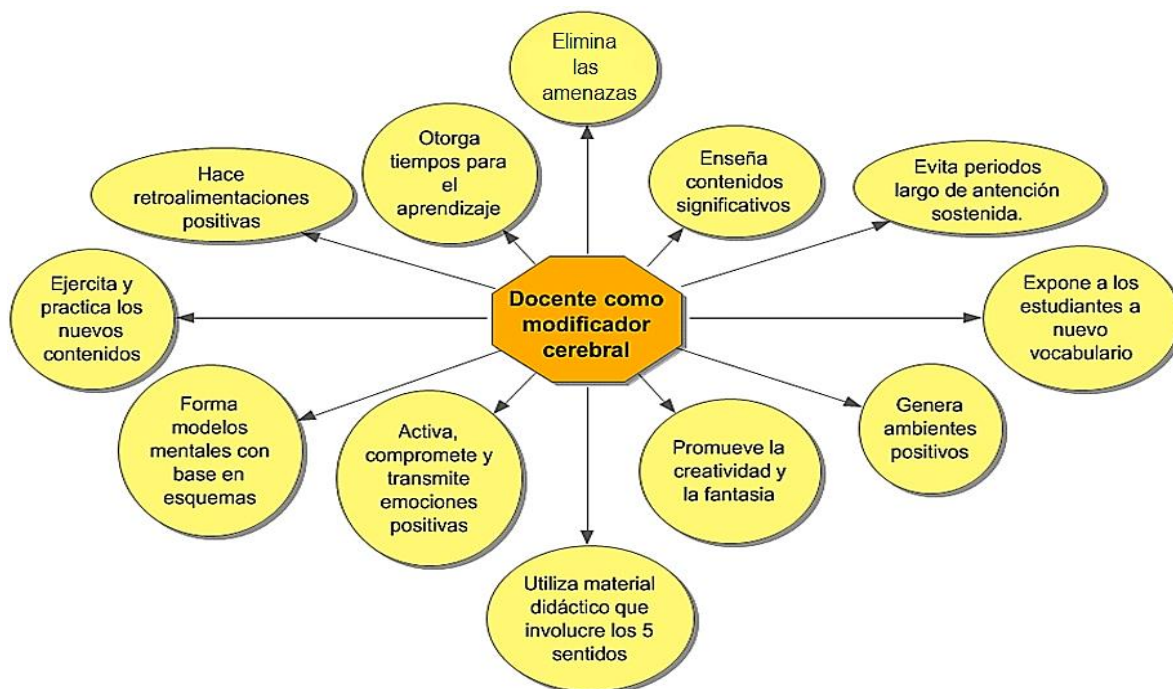 Elimina
las
amenazas
Otorga
tiempos para
el
aprendizaje
Enseña
contenidos
significativos
Hace
retroalimentaciones
positivas
Evita periodos
largo de antención
sostenida.
Ejercita y
practica los
nuevos
contenidos
Docente como
modificador
cerebral
Expone a los
estudiantes a
nuevo
vocabulario
Forma
modelos
mentales con
base en
esquemas
Activa,
compromete y
transmite
emociones
positivas
Promueve la
creatividad y
la fantasia
Genera
ambientes
positivos
Utiliza material
didáctico que
involucre los 5
sentidos